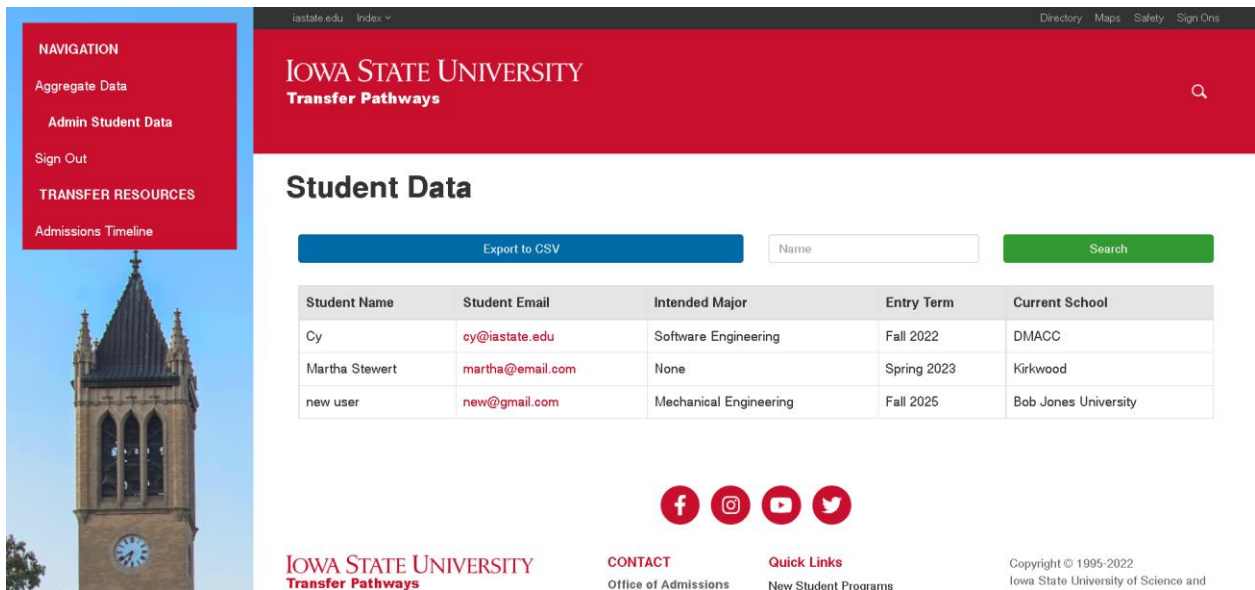 iastate.edu Index
Directory Maps Safety Sign Ons
NAVIGATION
Aggregate Data
Admin Student Data
Sign Out
TRANSFER RESOURCES
Admissions Timeline
IOWA STATE UNIVERSITY
Transfer Pathways
Student Data
Export to CSV Name Search
Student Name Student Email Intended Major Entry Term Current School
Cy cy@iastate.edu Software Engineering Fall 2022 DMACC
Martha Stewert martha@email.com None Spring 2023 Kirkwood
new user new@gmail.com Mechanical Engineering Fall 2025 Bob Jones University
IOWA STATE UNIVERSITY
Transfer Pathways
CONTACT
Office of Admissions
Quick Links
New Student Programs
Copyright © 1995-2022
Iowa State University of Science and